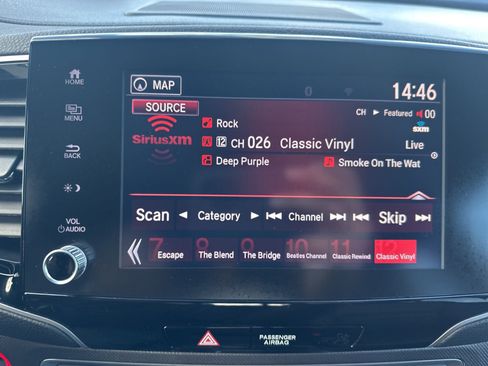 MAP
14:46
SOURCE
CH ▶ Featured 00
sxm
SiriusXM
Rock
A 12 CH 026 Classic Vinyl Live
Deep Purple Smoke On The Wat
Scan ◀ Category ▶ Channel Skip
7 8 9 10 11 12
Escape The Blend The Bridge Beatles Channel Classic Rewind Classic Vinyl
HOME
MENU
BACK
VOL
AUDIO
PASSENGER
AIRBAG